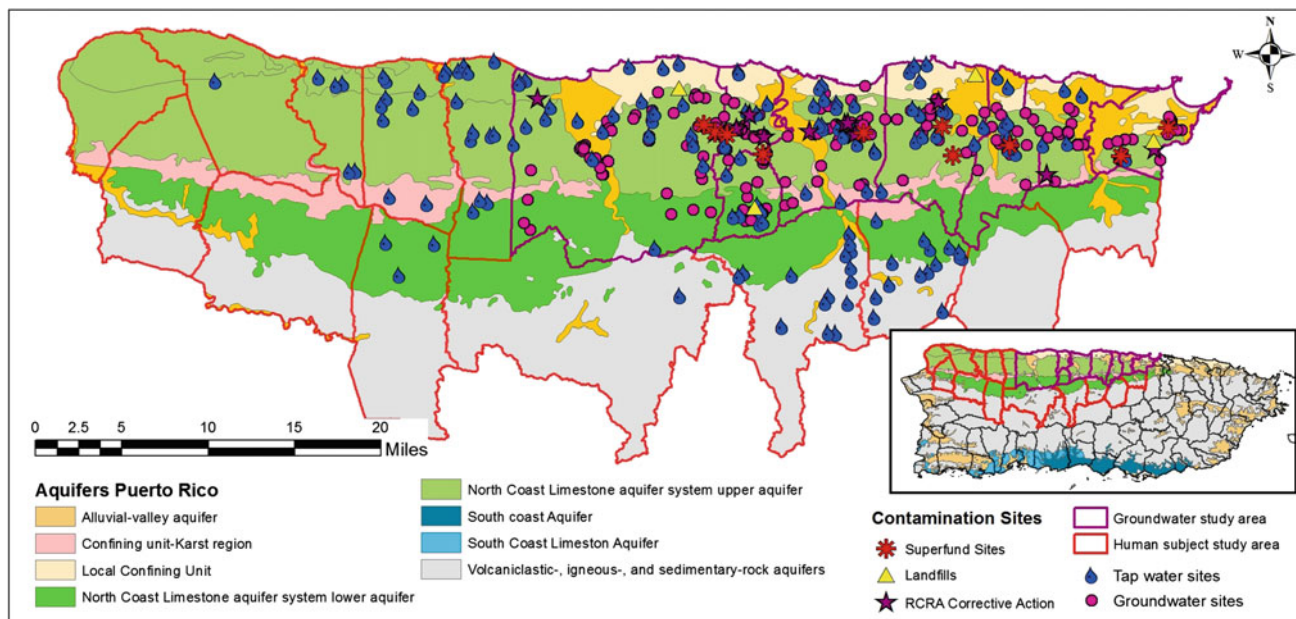 N
W
E
S
0 2.5 5 10 15 20
Miles
Aquifers Puerto Rico
Alluvial-valley aquifer
Confining unit-Karst region
Local Confining Unit
North Coast Limestone aquifer system lower aquifer
North Coast Limestone aquifer system upper aquifer
South coast Aquifer
South Coast Limeston Aquifer
Volcaniclastic-, igneous-, and sedimentary-rock aquifers
Contamination Sites
Superfund Sites
Landfills
RCRA Corrective Action
Groundwater study area
Human subject study area
Tap water sites
Groundwater sites